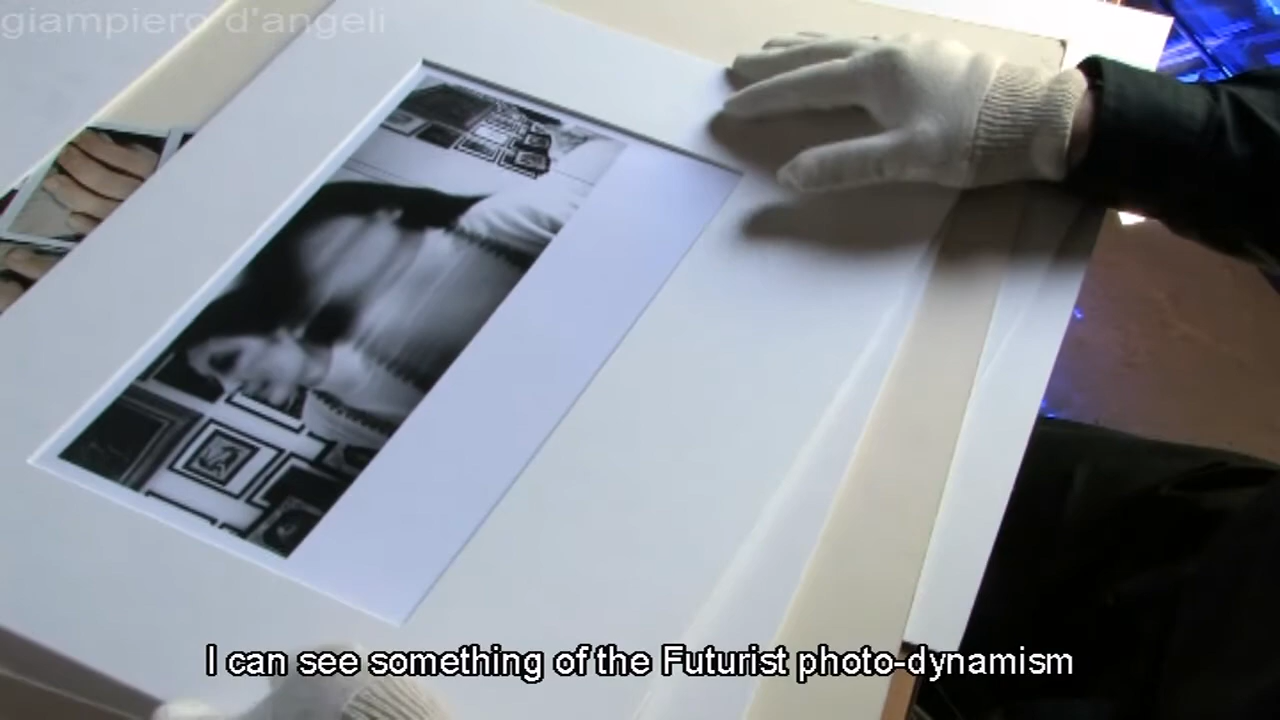 giampiero d'angeli
I can see something of the Futurist photo-dynamism